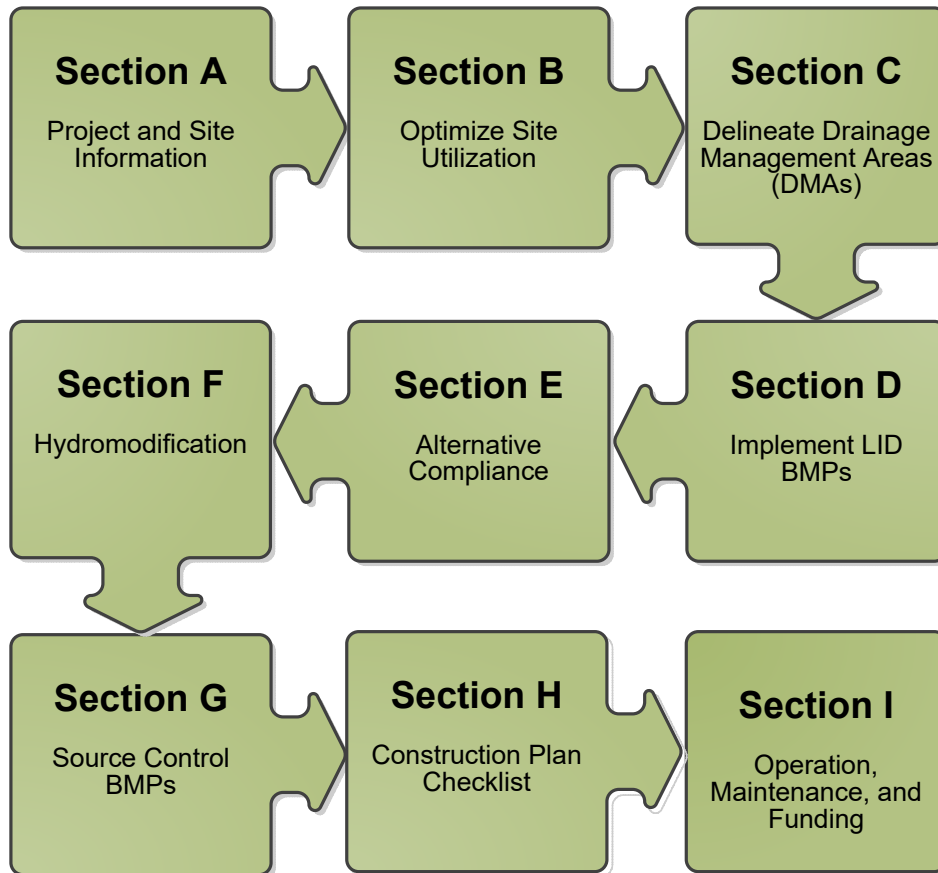 Section A
Project and Site
Information
Section B
Optimize Site
Utilization
Section C
Delineate Drainage
Management Areas
(DMAs)
Section D
Implement LID
BMPs
Section E
Alternative
Compliance
Section F
Hydromodification
Section G
Source Control
BMPs
Section H
Construction Plan
Checklist
Section I
Operation,
Maintenance, and
Funding